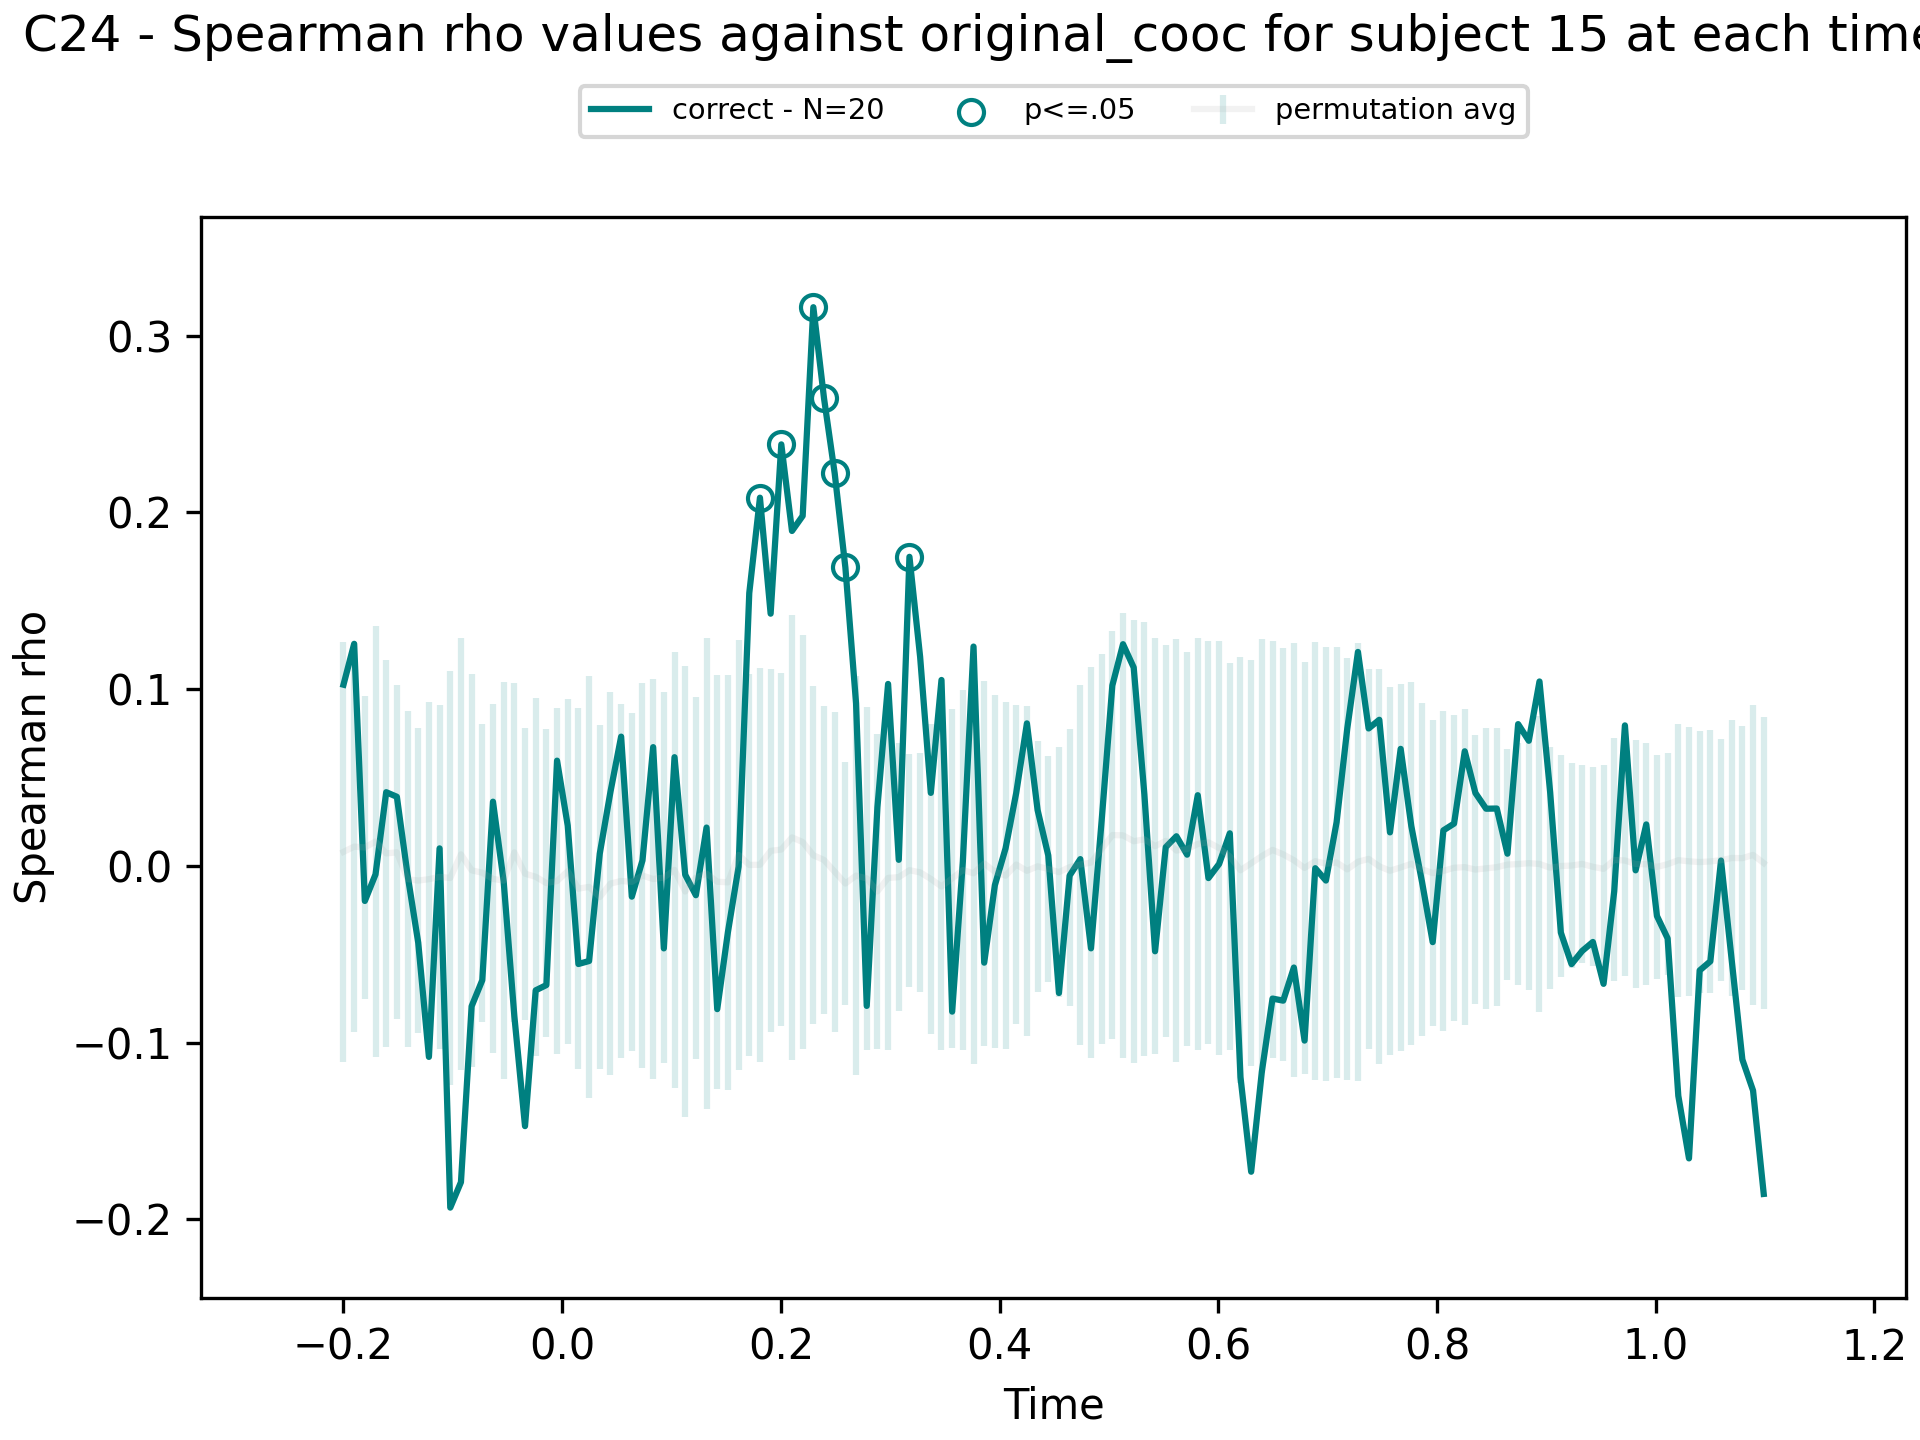 C24 - Spearman rho values against original_cooc for subject 15 at each time
correct - N=20 p<=.05 permutation avg
Spearman rho
0.3
0.2
0.1
0.0
−0.1
−0.2
−0.2 0.0 0.2 0.4 0.6 0.8 1.0 1.2
Time